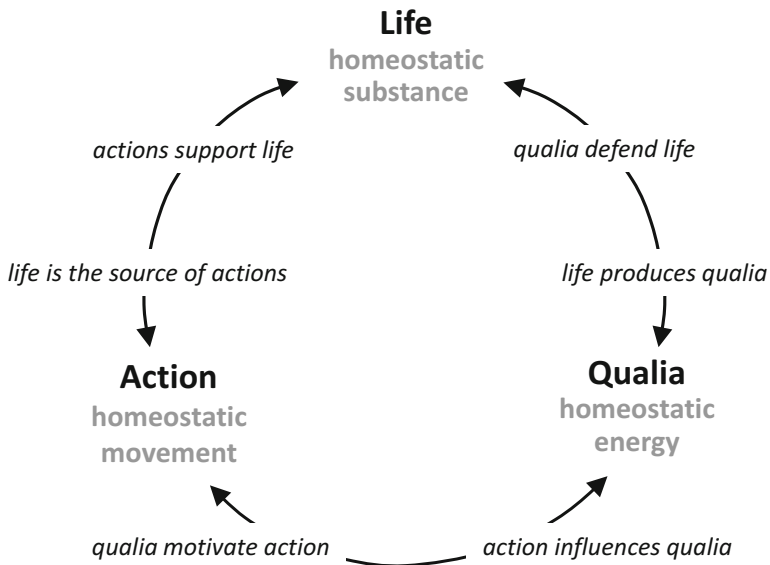 Life
homeostatic
substance
actions support life
qualia defend life
life is the source of actions
life produces qualia
Action
homeostatic
movement
Qualia
homeostatic
energy
qualia motivate action
action influences qualia